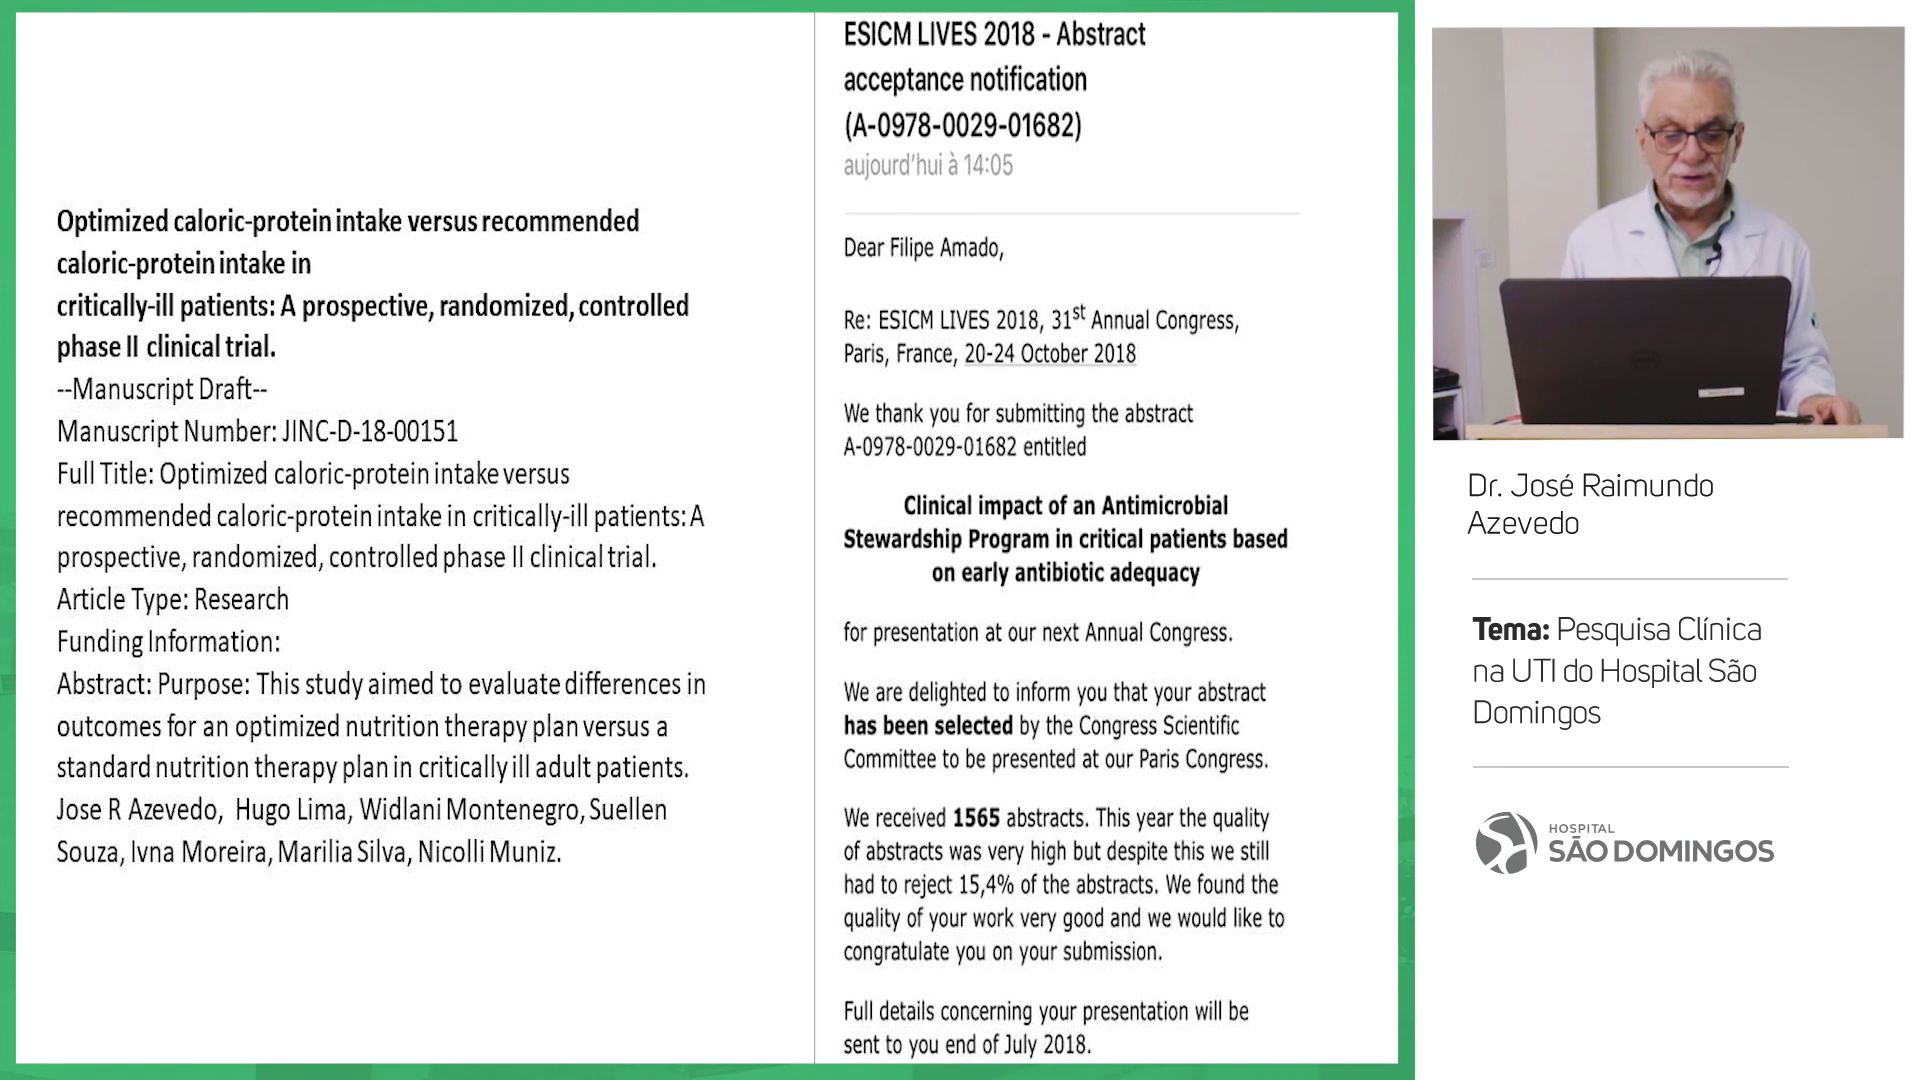 Optimized caloric-protein intake versus recommended
caloric-protein intake in
critically-ill patients: A prospective, randomized, controlled
phase II clinical trial.
--Manuscript Draft--
Manuscript Number: JINC-D-18-00151
Full Title: Optimized caloric-protein intake versus
recommended caloric-protein intake in critically-ill patients: A
prospective, randomized, controlled phase II clinical trial.
Article Type: Research
Funding Information:
Abstract: Purpose: This study aimed to evaluate differences in
outcomes for an optimized nutrition therapy plan versus a
standard nutrition therapy plan in critically ill adult patients.
Jose R Azevedo, Hugo Lima, Widlani Montenegro, Suellen
Souza, Ivna Moreira, Marilia Silva, Nicolli Muniz.
ESICM LIVES 2018 - Abstract
acceptance notification
(A-0978-0029-01682)
aujourd'hui à 14:05
Dear Filipe Amado,
Re: ESICM LIVES 2018, 31st Annual Congress,
Paris, France, 20-24 October 2018
We thank you for submitting the abstract
A-0978-0029-01682 entitled
Clinical impact of an Antimicrobial
Stewardship Program in critical patients based
on early antibiotic adequacy
for presentation at our next Annual Congress.
We are delighted to inform you that your abstract
has been selected by the Congress Scientific
Committee to be presented at our Paris Congress.
We received 1565 abstracts. This year the quality
of abstracts was very high but despite this we still
had to reject 15,4% of the abstracts. We found the
quality of your work very good and we would like to
congratulate you on your submission.
Full details concerning your presentation will be
sent to you end of July 2018.
Dr. José Raimundo
Azevedo
Tema: Pesquisa Clínica
na UTI do Hospital São
Domingos
HOSPITAL
SÃO DOMINGOS